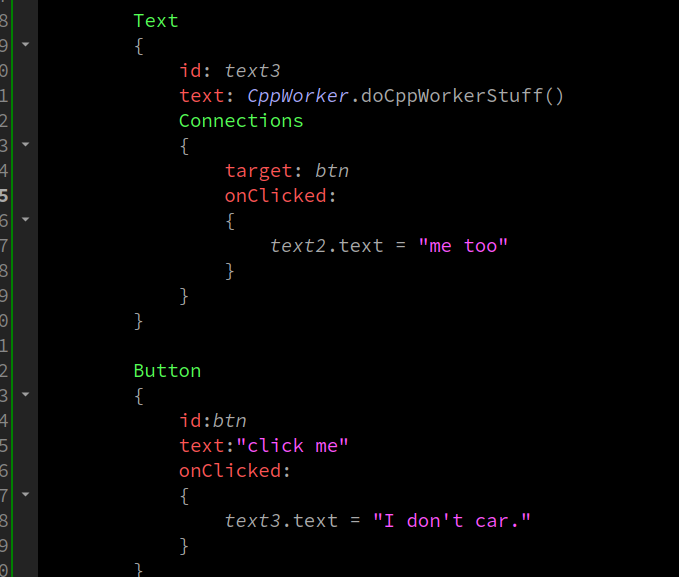 8 Text
9 {
0 id: text3
1 text: CppWorker.doCppWorkerStuff()
2 Connections
3 {
4 target: btn
5 onClicked:
6 {
7 text2.text = "me too"
8 }
9 }
0 }
1
2 Button
3 {
4 id:btn
5 text:"click me"
6 onClicked:
7 {
8 text3.text = "I don't car."
9 }
0 }